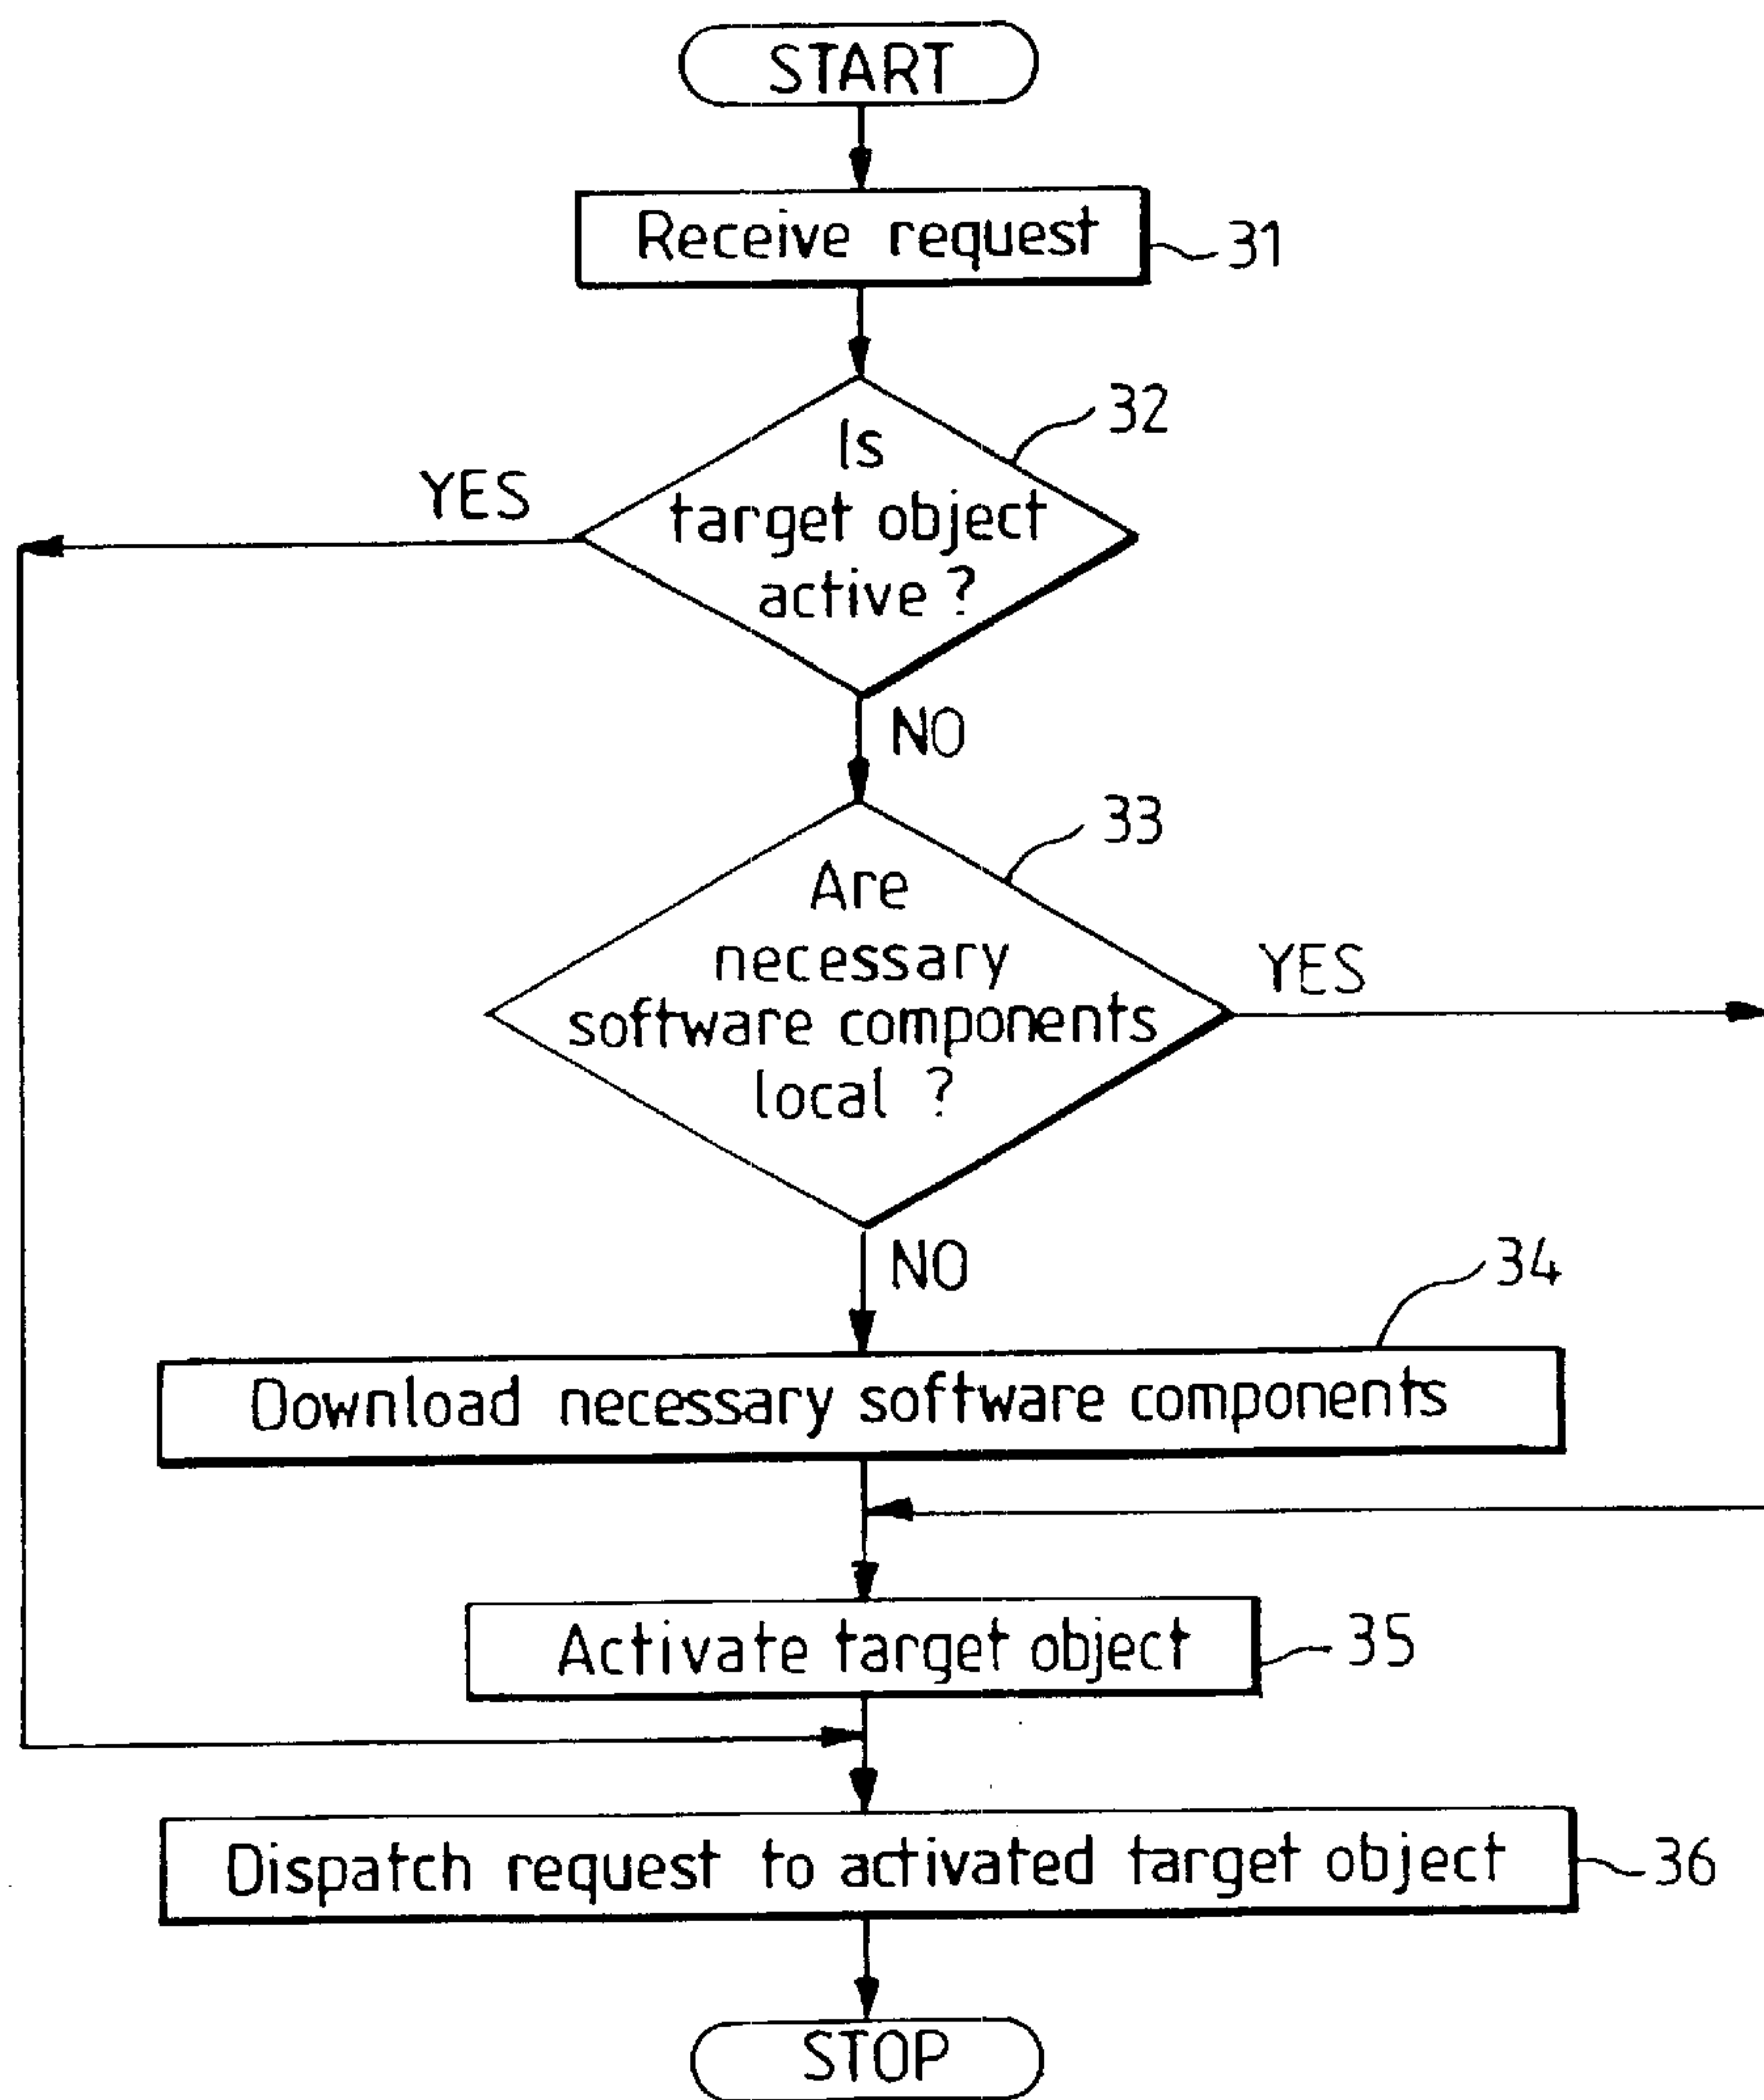 START
Receive request
31
Is
target object
active ?
32
YES
NO
Are
necessary
software components
local ?
33
YES
NO
34
Download necessary software components
Activate target object
35
Dispatch request to activated target object
36
STOP